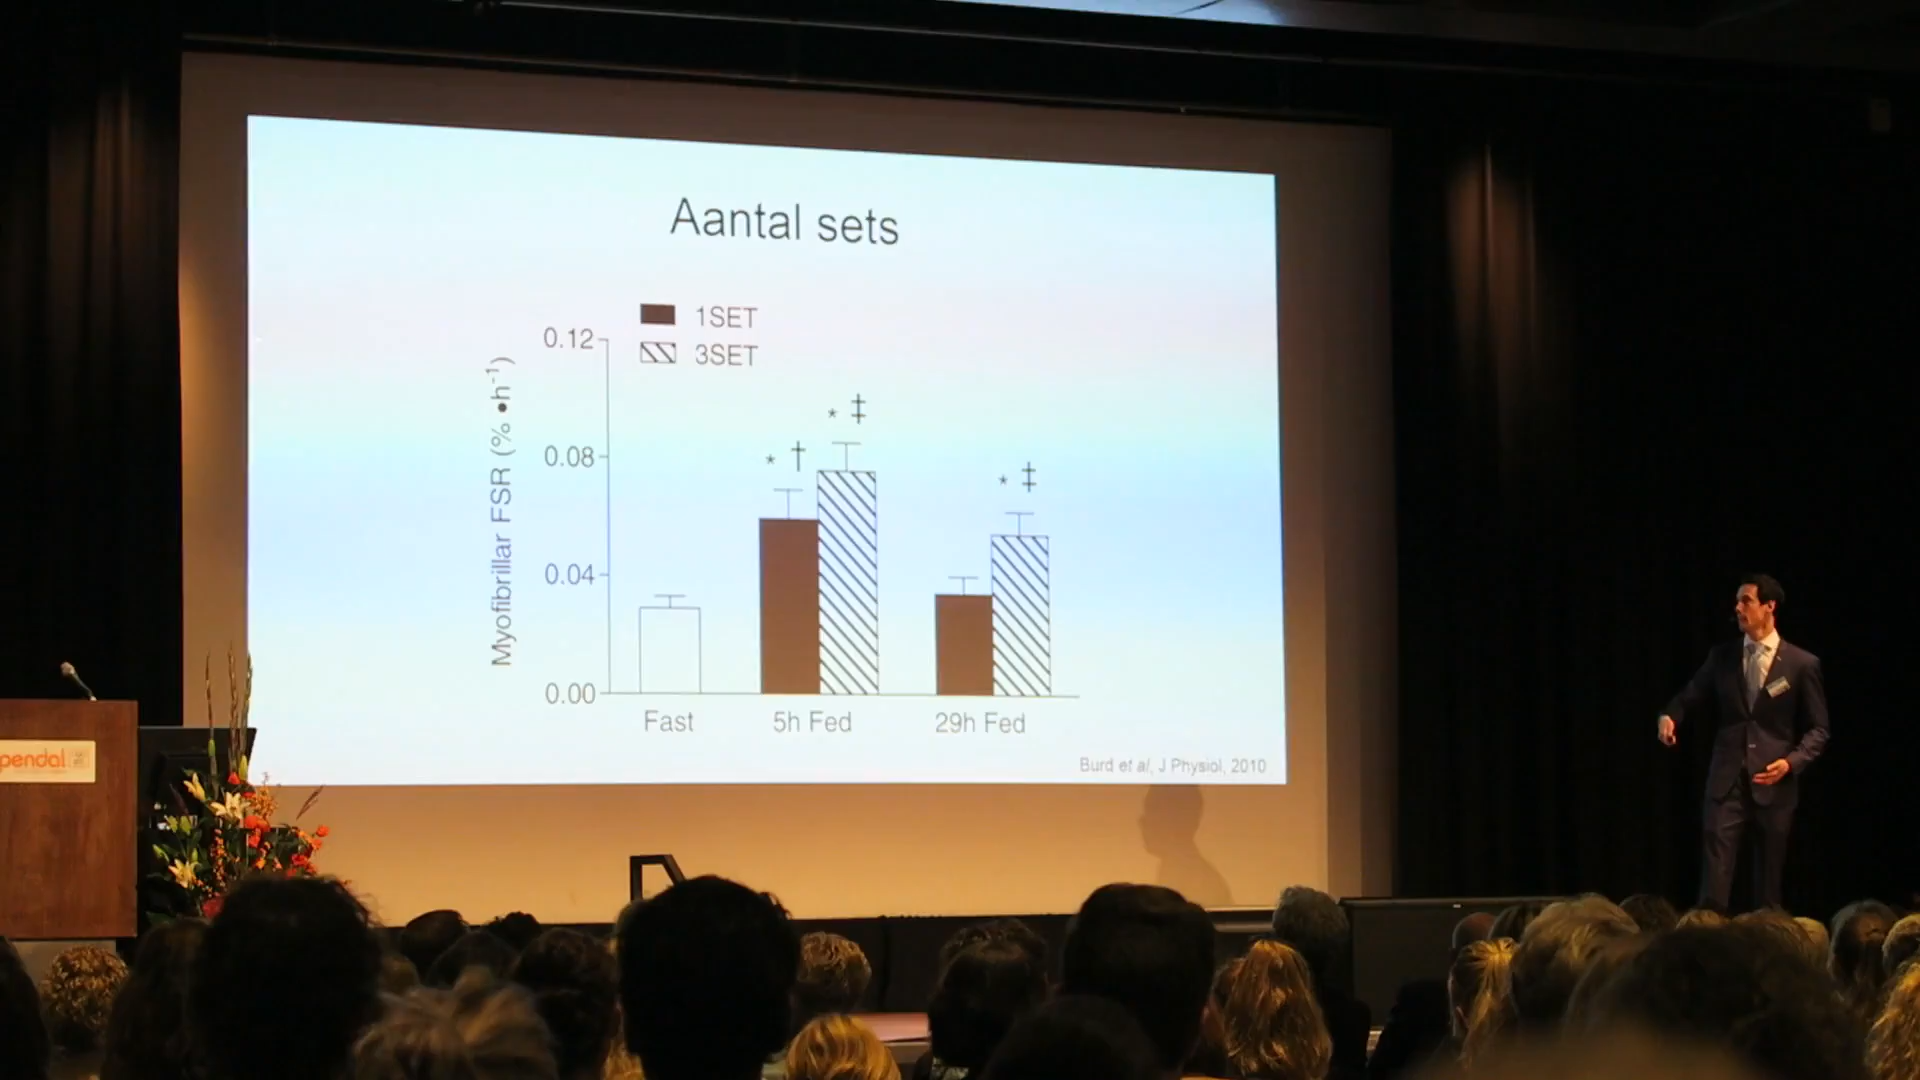 Aantal sets
1SET
3SET
0.12
0.08
0.04
0.00
Myofibrillar FSR (% •h-1)
* †
* ‡
* ‡
Fast
5h Fed
29h Fed
Burd et al, J Physiol, 2010
pendal